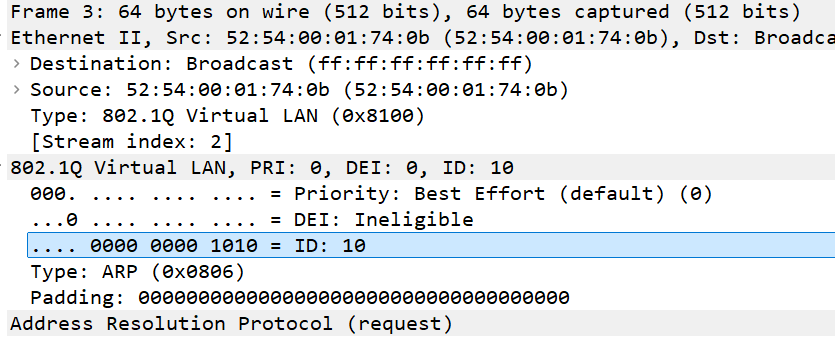 Frame 3: 64 bytes on wire (512 bits), 64 bytes captured (512 bits)
Ethernet II, Src: 52:54:00:01:74:0b (52:54:00:01:74:0b), Dst: Broadca
Destination: Broadcast (ff:ff:ff:ff:ff:ff)
Source: 52:54:00:01:74:0b (52:54:00:01:74:0b)
Type: 802.1Q Virtual LAN (0x8100)
[Stream index: 2]
802.1Q Virtual LAN, PRI: 0, DEI: 0, ID: 10
000. .... .... .... = Priority: Best Effort (default) (0)
...0 .... .... .... = DEI: Ineligible
.... 0000 0000 1010 = ID: 10
Type: ARP (0x0806)
Padding: 000000000000000000000000000000000000
Address Resolution Protocol (request)